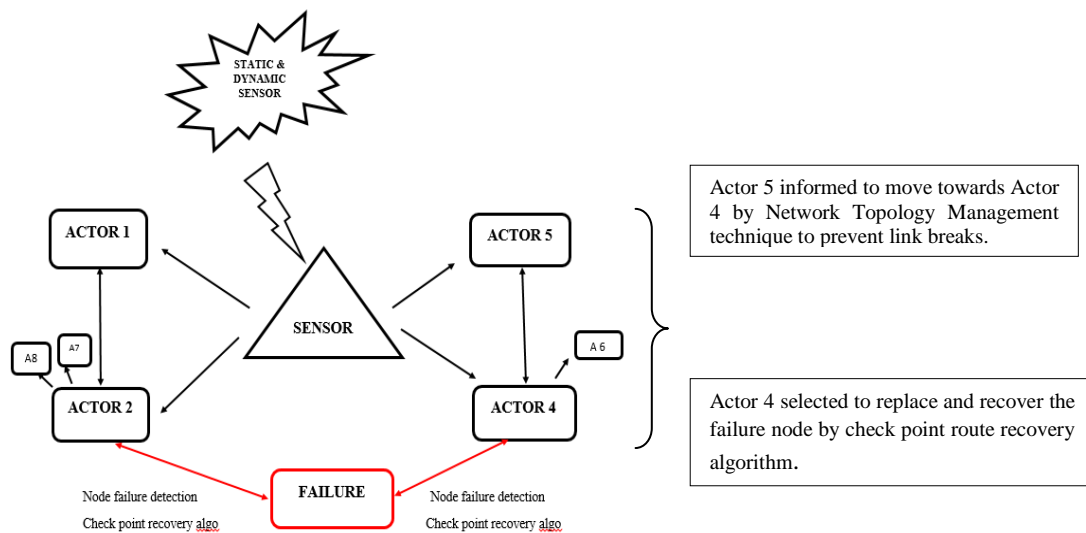 STATIC &
DYNAMIC
SENSOR
ACTOR 1
ACTOR 5
SENSOR
A8
A7
A 6
ACTOR 2
ACTOR 4
FAILURE
Node failure detection
Check point recovery algo
Node failure detection
Check point recovery algo
Actor 5 informed to move towards Actor
4 by Network Topology Management
technique to prevent link breaks.
Actor 4 selected to replace and recover the
failure node by check point route recovery
algorithm.